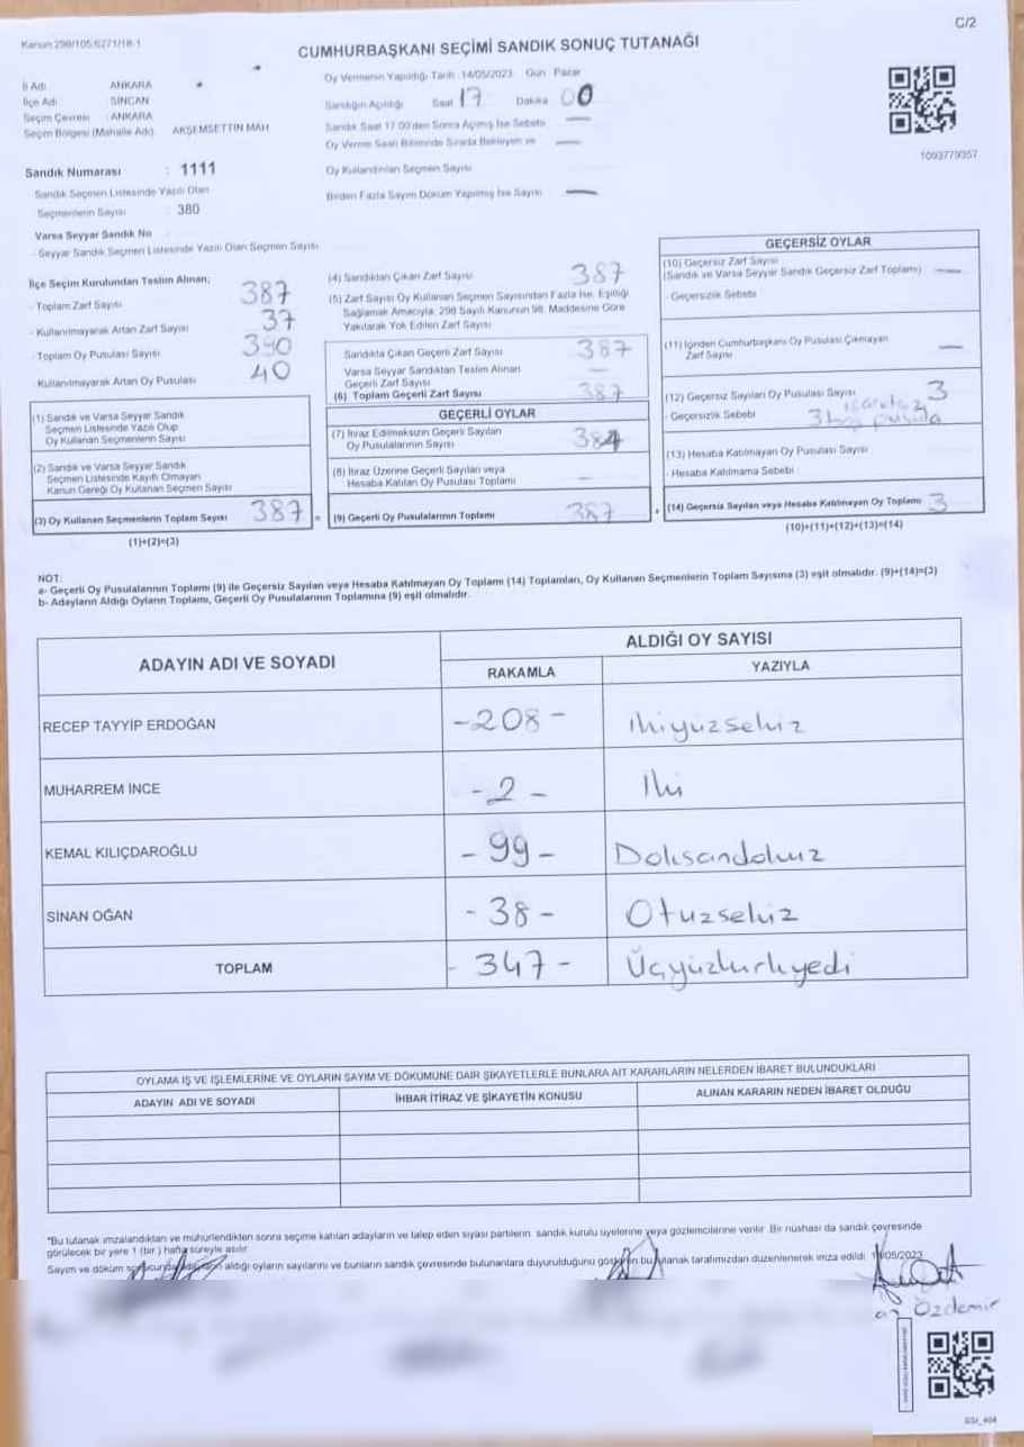 C/2
Kanun 298/105,6271/18-1
CUMHURBAŞKANI SEÇİMİ SANDIK SONUÇ TUTANAĞI
İl Adı ANKARA
İlçe Adı SİNCAN
Seçim Çevresi : ANKARA
Seçim Bölgesi (Mahalle Adı) AKŞEMSETTİN MAH
Sandık Numarası : 1111
Sandık Seçmen Listesinde Yazılı Olan
Seçmenlerin Sayısı 380
Varsa Seyyar Sandık No
- Seyyar Sandık Seçmen Listesinde Yazılı Olan Seçmen Sayısı
Oy Vermenin Yapıldığı Tarih :14/05/2023 Gün : Pazar
Sandığın Açıldığı Saat 17 Dakika 00
Sandık Saat 17.00'den Sonra Açılmış İse Sebebi —
Oy Verme Saati Bitiminde Sırada Bekleyen ve —
Oy Kullandırılan Seçmen Sayısı
Birden Fazla Sayım Döküm Yapılmış İse Sayısı —
1003779357
İlçe Seçim Kurulundan Teslim Alınan;
- Toplam Zarf Sayısı 387
- Kullanılmayarak Artan Zarf Sayısı 37
- Toplam Oy Pusulası Sayısı 390
Kullanılmayarak Artan Oy Pusulası 40
(1) Sandık ve Varsa Seyyar Sandık
Seçmen Listesinde Yazılı Olup
Oy Kullanan Seçmenlerin Sayısı
(2) Sandık ve Varsa Seyyar Sandık
Seçmen Listesinde Kayıtlı Olmayan
Kanun Gereği Oy Kullanan Seçmen Sayısı
(3) Oy Kullanan Seçmenlerin Toplam Sayısı 387 =
(1)+(2)=(3)
(4) Sandıktan Çıkan Zarf Sayısı 387
(5) Zarf Sayısı Oy Kullanan Seçmen Sayısından Fazla İse, Eşitliği
Sağlamak Amacıyla, 298 Sayılı Kanunun 98. Maddesine Göre
Yakılarak Yok Edilen Zarf Sayısı
Sandıkta Çıkan Geçerli Zarf Sayısı 387
Varsa Seyyar Sandıktan Teslim Alınan
Geçerli Zarf Sayısı —
(6) Toplam Geçerli Zarf Sayısı 387
GEÇERLİ OYLAR
(7) İtiraz Edilmeksizin Geçerli Sayılan
Oy Pusulalarının Sayısı 384
(8) İtiraz Üzerine Geçerli Sayılan veya
Hesaba Katılan Oy Pusulası Toplamı —
(9) Geçerli Oy Pusulalarının Toplamı 387 +
GEÇERSİZ OYLAR
(10) Geçersiz Zarf Sayısı
(Sandık ve Varsa Seyyar Sandık Geçersiz Zarf Toplamı) —
- Geçersizlik Sebebi
(11) İçinden Cumhurbaşkanı Oy Pusulası Çıkmayan
Zarf Sayısı —
(12) Geçersiz Sayılan Oy Pusulası Sayısı 3
- Geçersizlik Sebebi
(13) Hesaba Katılmayan Oy Pusulası Sayısı
- Hesaba Katılmama Sebebi
(14) Geçersiz Sayılan veya Hesaba Katılmayan Oy Toplamı 3
(10)+(11)+(12)+(13)=(14)
NOT:
a- Geçerli Oy Pusulalarının Toplamı (9) ile Geçersiz Sayılan veya Hesaba Katılmayan Oy Toplamı (14) Toplamları, Oy Kullanan Seçmenlerin Toplam Sayısına (3) eşit olmalıdır. (9)+(14)=(3)
b- Adayların Aldığı Oyların Toplamı, Geçerli Oy Pusulalarının Toplamına (9) eşit olmalıdır.
ADAYIN ADI VE SOYADI ALDIĞI OY SAYISI
RAKAMLA YAZIYLA
RECEP TAYYİP ERDOĞAN -208- İkiyüzsekiz
MUHARREM İNCE -2- İki
KEMAL KILIÇDAROĞLU -99- Doksandokuz
SİNAN OĞAN -38- Otuzsekiz
TOPLAM -347- Üçyüzkırkyedi
OYLAMA İŞ VE İŞLEMLERİNE VE OYLARIN SAYIM VE DÖKÜMÜNE DAİR ŞİKAYETLERLE BUNLARA AİT KARARLARIN NELERDEN İBARET BULUNDUKLARI
ADAYIN ADI VE SOYADI İHBAR İTİRAZ VE ŞİKAYETİN KONUSU ALINAN KARARIN NEDEN İBARET OLDUĞU
*Bu tutanak imzalandıktan ve mühürlendikten sonra seçime katılan adayların ve talep eden siyasi partilerin sandık kurulu üyelerine veya gözlemcilerine verilir. Bir nüshası da sandık çevresinde
görülecek bir yere 1 (bir ) hafta süreyle asılır.
Sayım ve döküm aldığı oyların sayılarını ve bunların sandık çevresinde bulunanlara duyurulduğunu gösteren bu tutanak tarafımızdan düzenlenerek imza edildi. /05/2023
Özdemir